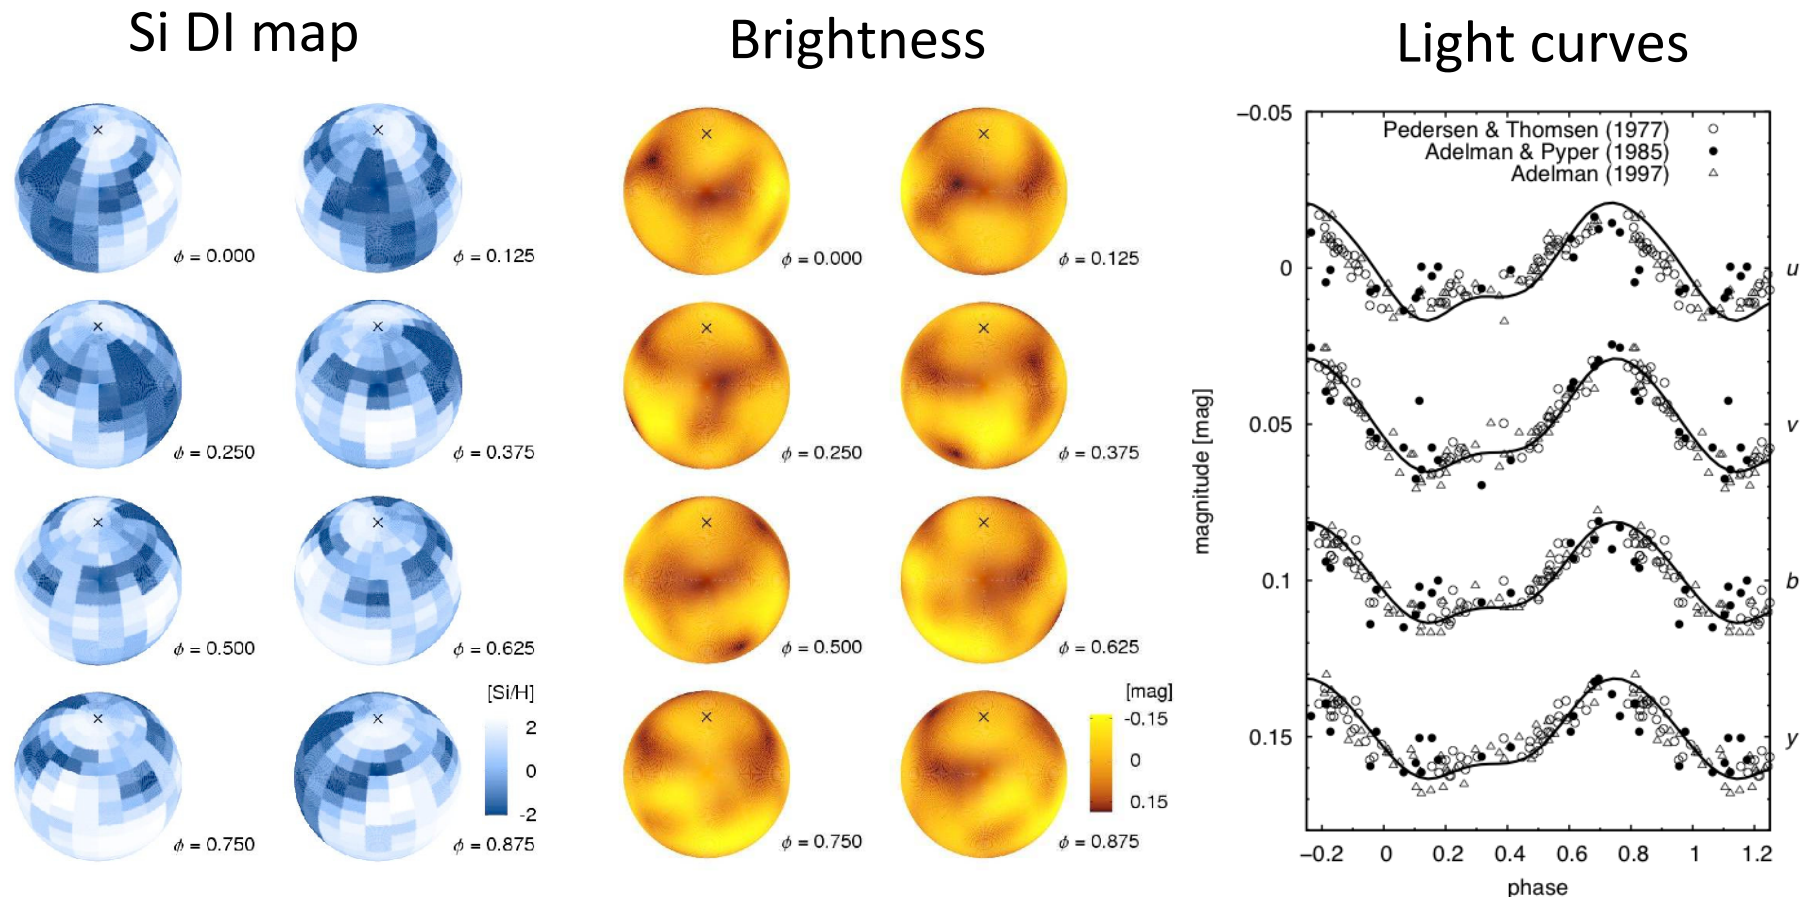 Si DI map
Brightness
Light curves
ϕ = 0.000
ϕ = 0.125
ϕ = 0.250
ϕ = 0.375
ϕ = 0.500
ϕ = 0.625
ϕ = 0.750
ϕ = 0.875
[Si/H]
2
0
-2
ϕ = 0.000
ϕ = 0.125
ϕ = 0.250
ϕ = 0.375
ϕ = 0.500
ϕ = 0.625
ϕ = 0.750
ϕ = 0.875
[mag]
-0.15
0
0.15
Pedersen & Thomsen (1977)
Adelman & Pyper (1985)
Adelman (1997)
−0.05
0
0.05
0.1
0.15
magnitude [mag]
u
v
b
y
−0.2 0 0.2 0.4 0.6 0.8 1 1.2
phase